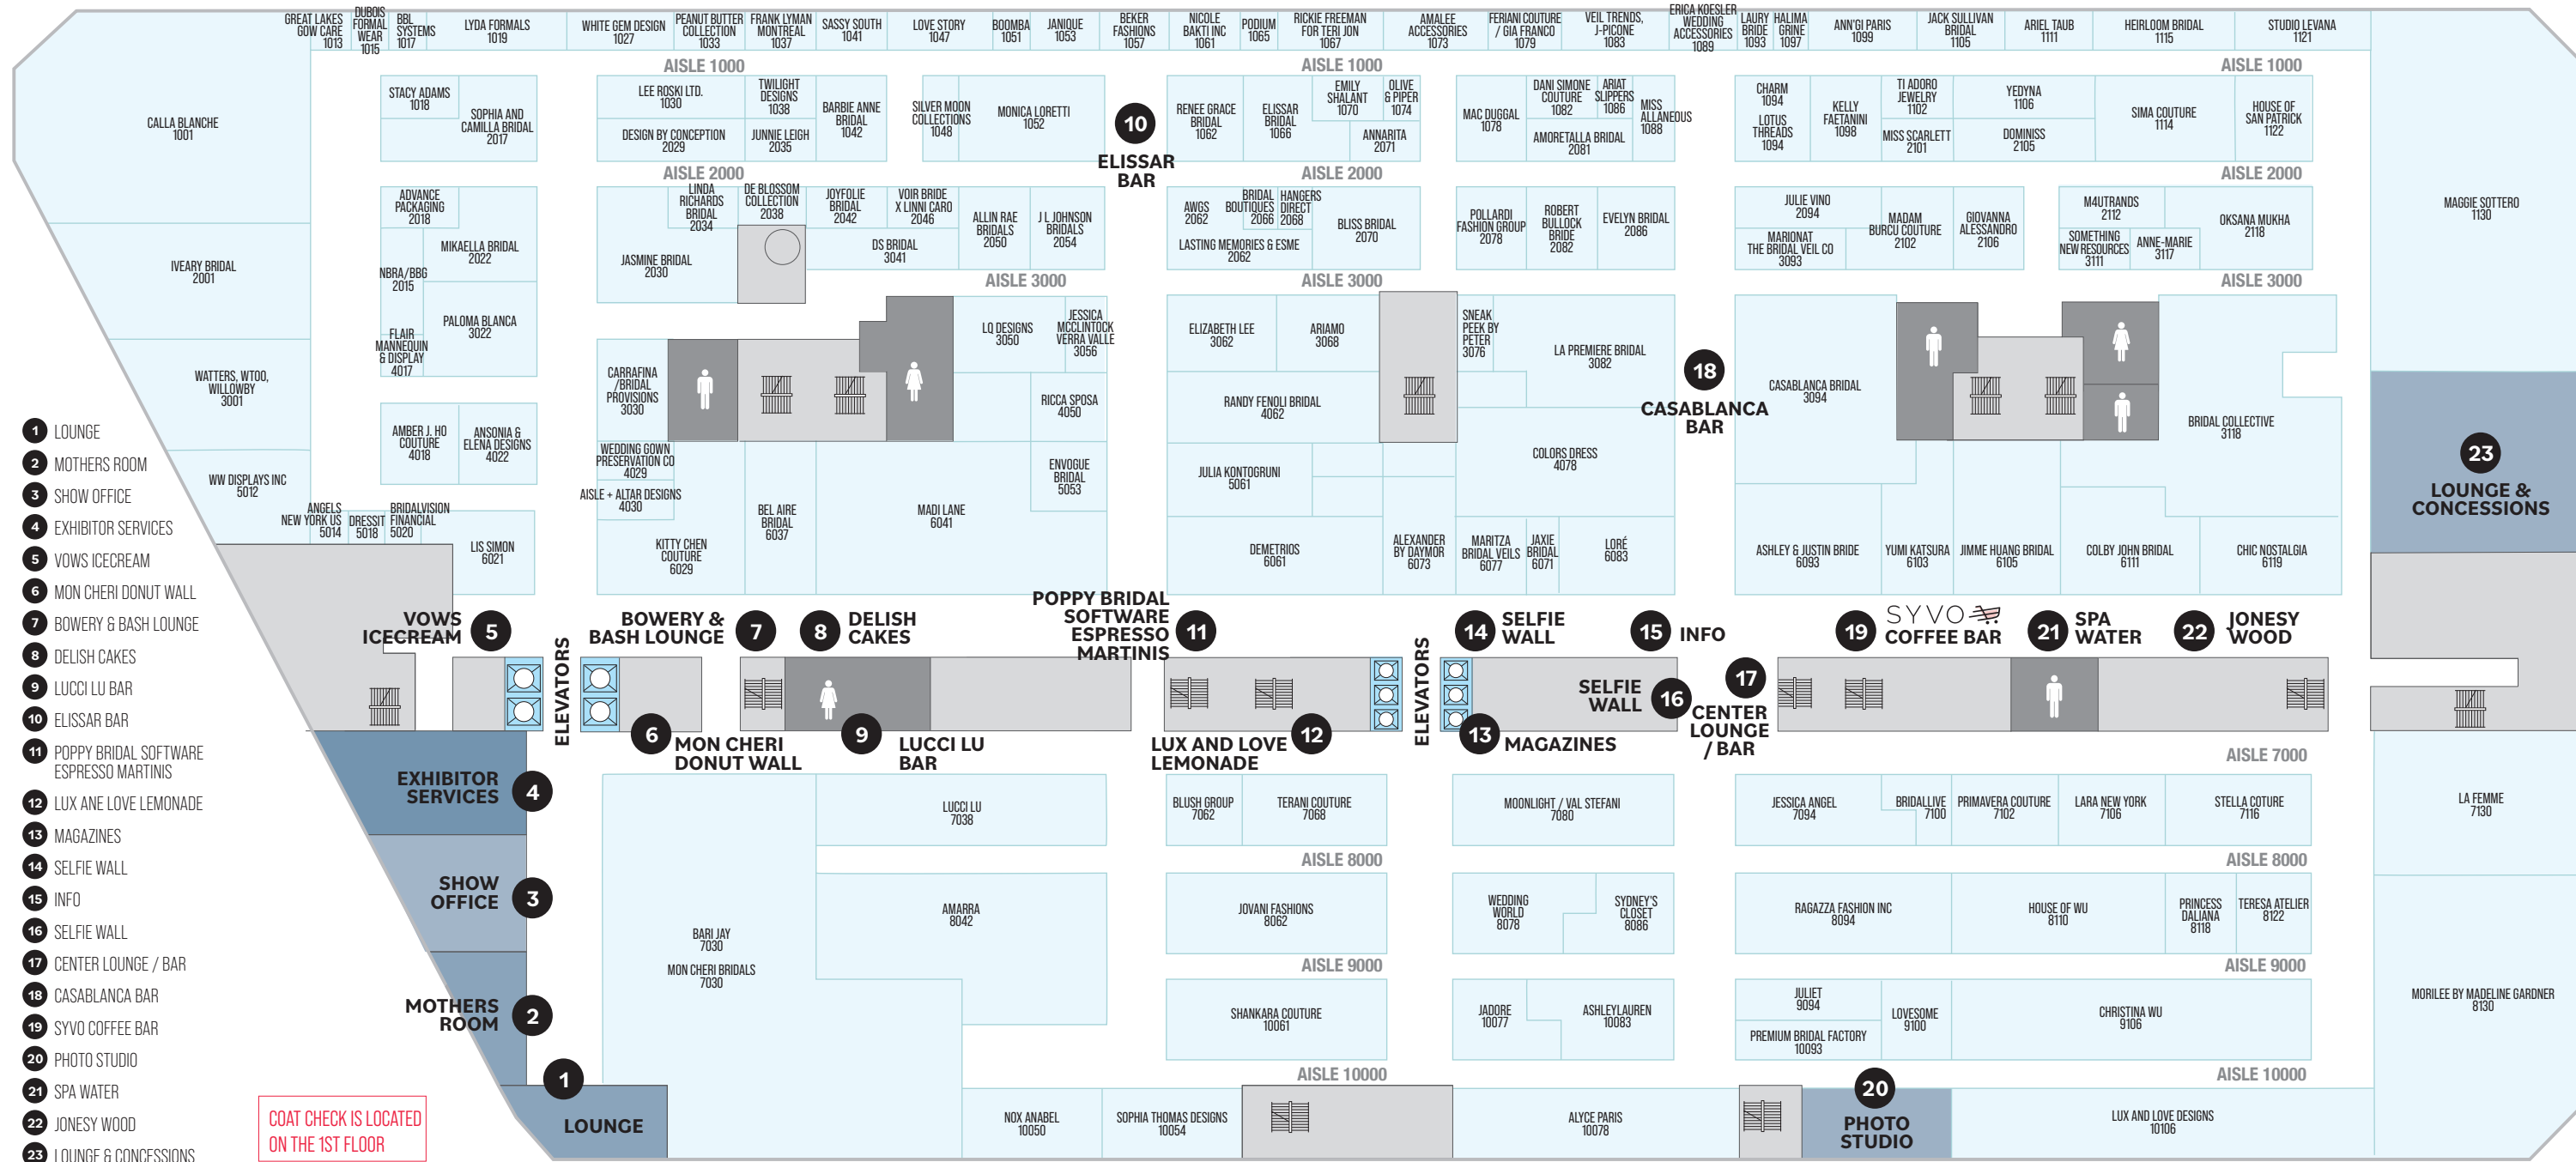 GREAT LAKES
GOW CARE
1013
DUBOIS
FORMAL
WEAR
1015
BBL
SYSTEMS
1017
LYDA FORMALS
1019
WHITE GEM DESIGN
1027
PEANUT BUTTER
COLLECTION
1033
FRANK LYMAN
MONTREAL
1037
SASSY SOUTH
1041
LOVE STORY
1047
BOOMBA
1051
JANIQUE
1053
BEKER
FASHIONS
1057
NICOLE
BAKTI INC
1061
PODIUM
1065
RICKIE FREEMAN
FOR TERI JON
1067
AMALEE
ACCESSORIES
1073
FERIANI COUTURE
/ GIA FRANCO
1079
VEIL TRENDS,
J-PICONE
1083
ERICA KOESLER
WEDDING
ACCESSORIES
1089
LAURY
BRIDE
1093
HALIMA
GRINE
1097
ANN'GI PARIS
1099
JACK SULLIVAN
BRIDAL
1105
ARIEL TAUB
1111
HEIRLOOM BRIDAL
1115
STUDIO LEVANA
1121
AISLE 1000
AISLE 1000
AISLE 1000
CALLA BLANCHE
1001
STACY ADAMS
1018
SOPHIA AND
CAMILLA BRIDAL
2017
LEE ROSKI LTD.
1030
TWILIGHT
DESIGNS
1038
BARBIE ANNE
BRIDAL
1042
DESIGN BY CONCEPTION
2029
JUNNIE LEIGH
2035
SILVER MOON
COLLECTIONS
1048
MONICA LORETTI
1052
10
ELISSAR
BAR
RENEE GRACE
BRIDAL
1062
ELISSAR
BRIDAL
1066
EMILY
SHALANT
1070
OLIVE
& PIPER
1074
ANNARITA
2071
MAC DUGGAL
1078
DANI SIMONE
COUTURE
1082
ARIAT
SLIPPERS
1086
MISS
ALLANEOUS
1088
AMORETALLA BRIDAL
2081
CHARM
1094
LOTUS
THREADS
1094
KELLY
FAETANINI
1098
TI ADORO
JEWELRY
1102
MISS SCARLETT
2101
YEDYNA
1106
DOMINISS
2105
SIMA COUTURE
1114
HOUSE OF
SAN PATRICK
1122
AISLE 2000
AISLE 2000
AISLE 2000
MAGGIE SOTTERO
1130
ADVANCE
PACKAGING
2018
MIKAELLA BRIDAL
2022
NBRA/BBG
2015
PALOMA BLANCA
3022
FLAIR
MANNEQUIN
& DISPLAY
4017
IVEARY BRIDAL
2001
JASMINE BRIDAL
2030
LINDA
RICHARDS
BRIDAL
2034
DE BLOSSOM
COLLECTION
2038
JOYFOLIE
BRIDAL
2042
VOIR BRIDE
X LINNI CARO
2046
DS BRIDAL
3041
ALLIN RAE
BRIDALS
2050
J L JOHNSON
BRIDALS
2054
AWGS
2062
BRIDAL
BOUTIQUES
2066
HANGERS
DIRECT
2068
LASTING MEMORIES & ESME
2062
BLISS BRIDAL
2070
POLLARDI
FASHION GROUP
2078
ROBERT
BULLOCK
BRIDE
2082
EVELYN BRIDAL
2086
JULIE VINO
2094
MARIONAT
THE BRIDAL VEIL CO
3093
MADAM
BURCU COUTURE
2102
GIOVANNA
ALESSANDRO
2106
M4UTRANDS
2112
SOMETHING
NEW RESOURCES
3111
ANNE-MARIE
3117
OKSANA MUKHA
2118
AISLE 3000
AISLE 3000
AISLE 3000
WATTERS, WTOO,
WILLOWBY
3001
CARRAFINA
/BRIDAL
PROVISIONS
3030
LQ DESIGNS
3050
JESSICA
MCCLINTOCK
VERRA VALLE
3056
RICCA SPOSA
4050
ELIZABETH LEE
3062
ARIAMO
3068
RANDY FENOLI BRIDAL
4062
SNEAK
PEEK BY
PETER
3076
LA PREMIERE BRIDAL
3082
18
CASABLANCA
BAR
CASABLANCA BRIDAL
3094
BRIDAL COLLECTIVE
3118
23
LOUNGE &
CONCESSIONS
AMBER J. HO
COUTURE
4018
ANSONIA &
ELENA DESIGNS
4022
WEDDING GOWN
PRESERVATION CO
4029
AISLE + ALTAR DESIGNS
4030
KITTY CHEN
COUTURE
6029
BEL AIRE
BRIDAL
6037
MADI LANE
6041
ENVOGUE
BRIDAL
5053
JULIA KONTOGRUNI
5061
COLORS DRESS
4078
WW DISPLAYS INC
5012
ANGELS
NEW YORK US
5014
DRESSIT
5018
BRIDALVISION
FINANCIAL
5020
LIS SIMON
6021
DEMETRIOS
6061
ALEXANDER
BY DAYMOR
6073
MARITZA
BRIDAL VEILS
6077
JAXIE
BRIDAL
6071
LORÉ
6083
ASHLEY & JUSTIN BRIDE
6093
YUMI KATSURA
6103
JIMME HUANG BRIDAL
6105
COLBY JOHN BRIDAL
6111
CHIC NOSTALGIA
6119
VOWS
ICECREAM
5
ELEVATORS
BOWERY &
BASH LOUNGE
7
8
DELISH
CAKES
POPPY BRIDAL
SOFTWARE
ESPRESSO
MARTINIS
11
ELEVATORS
14
SELFIE
WALL
15
INFO
SELFIE
WALL
16
17
CENTER
LOUNGE
/ BAR
19
SYVO
COFFEE BAR
21
SPA
WATER
22
JONESY
WOOD
6
MON CHERI
DONUT WALL
9
LUCCI LU
BAR
LUX AND LOVE
LEMONADE
12
13
MAGAZINES
AISLE 7000
EXHIBITOR
SERVICES
4
SHOW
OFFICE
3
MOTHERS
ROOM
2
1
LOUNGE
BARI JAY
7030
MON CHERI BRIDALS
7030
LUCCI LU
7038
AMARRA
8042
BLUSH GROUP
7062
TERANI COUTURE
7068
MOONLIGHT / VAL STEFANI
7080
JESSICA ANGEL
7094
BRIDALLIVE
7100
PRIMAVERA COUTURE
7102
LARA NEW YORK
7106
STELLA COTURE
7116
LA FEMME
7130
AISLE 8000
AISLE 8000
JOVANI FASHIONS
8062
WEDDING
WORLD
8078
SYDNEY'S
CLOSET
8086
RAGAZZA FASHION INC
8094
HOUSE OF WU
8110
PRINCESS
DALIANA
8118
TERESA ATELIER
8122
AISLE 9000
AISLE 9000
MORILEE BY MADELINE GARDNER
8130
SHANKARA COUTURE
10061
JADORE
10077
ASHLEYLAUREN
10083
JULIET
9094
PREMIUM BRIDAL FACTORY
10093
LOVESOME
9100
CHRISTINA WU
9106
AISLE 10000
AISLE 10000
NOX ANABEL
10050
SOPHIA THOMAS DESIGNS
10054
ALYCE PARIS
10078
20
PHOTO
STUDIO
LUX AND LOVE DESIGNS
10106
1 LOUNGE
2 MOTHERS ROOM
3 SHOW OFFICE
4 EXHIBITOR SERVICES
5 VOWS ICECREAM
6 MON CHERI DONUT WALL
7 BOWERY & BASH LOUNGE
8 DELISH CAKES
9 LUCCI LU BAR
10 ELISSAR BAR
11 POPPY BRIDAL SOFTWARE
ESPRESSO MARTINIS
12 LUX ANE LOVE LEMONADE
13 MAGAZINES
14 SELFIE WALL
15 INFO
16 SELFIE WALL
17 CENTER LOUNGE / BAR
18 CASABLANCA BAR
19 SYVO COFFEE BAR
20 PHOTO STUDIO
21 SPA WATER
22 JONESY WOOD
23 LOUNGE & CONCESSIONS
COAT CHECK IS LOCATED
ON THE 1ST FLOOR